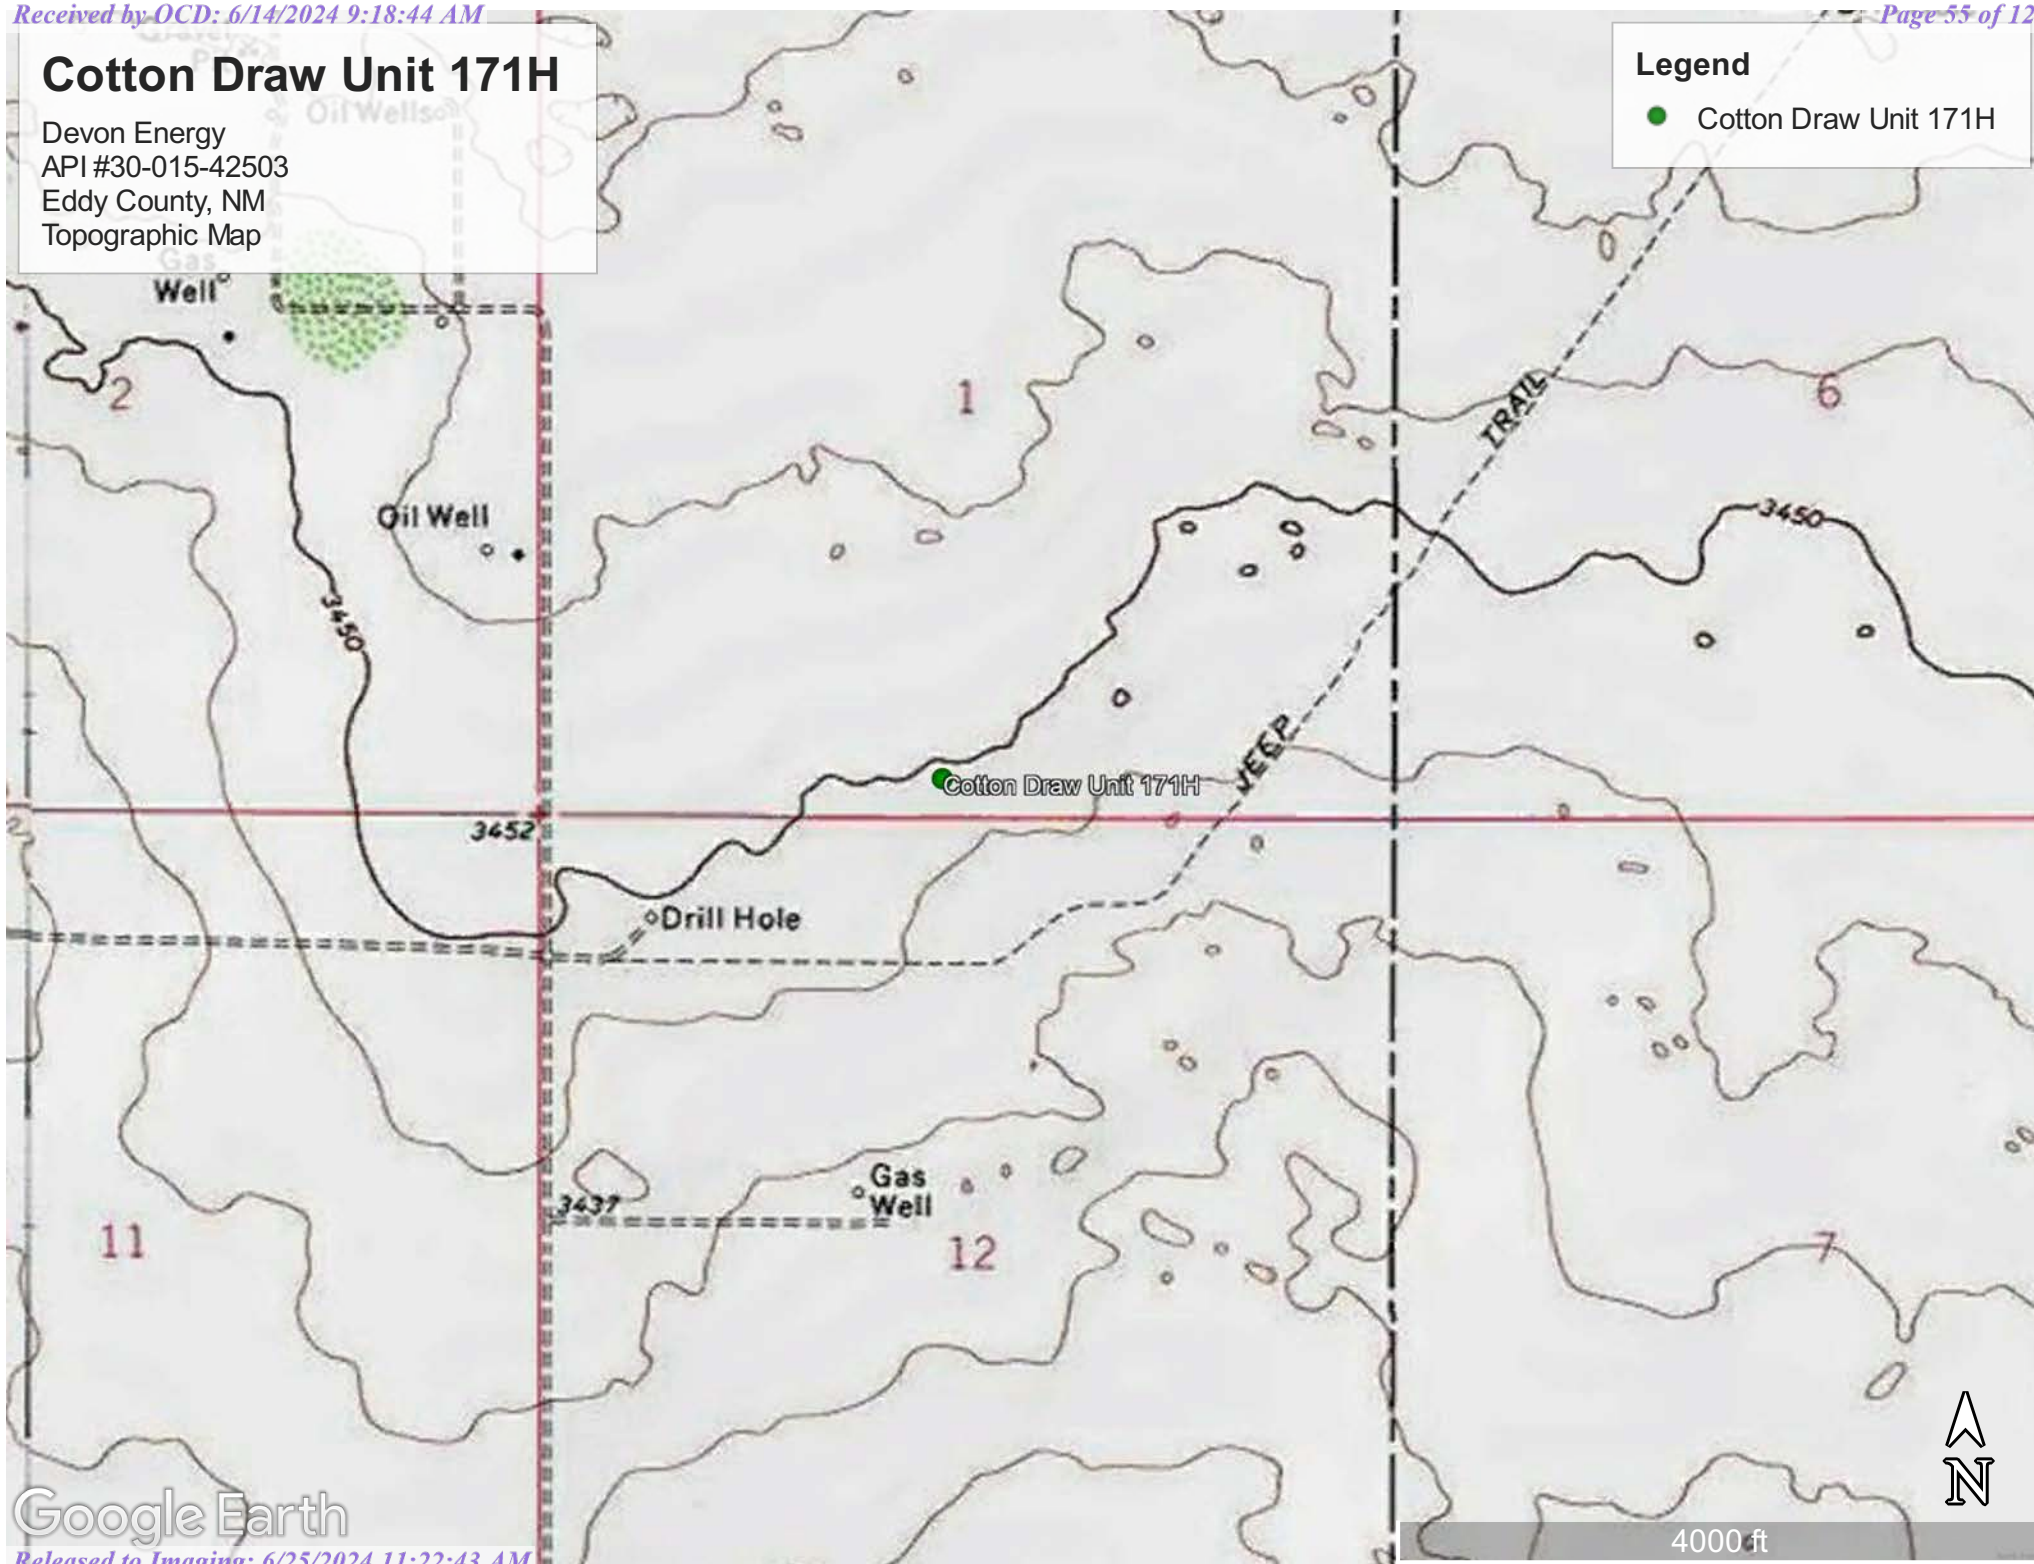 Received by OCD: 6/14/2024 9:18:44 AM
Page 55 of 12
Cotton Draw Unit 171H
Devon Energy
API #30-015-42503
Eddy County, NM
Topographic Map
Legend
Cotton Draw Unit 171H
Oil Wells
Gas
Well
2
1
6
TRAIL
Oil Well
3450
3450
JEEP
Cotton Draw Unit 171H
3452
Drill Hole
Gas
Well
3437
11
12
7
N
Google Earth
4000 ft
Released to Imaging: 6/25/2024 11:22:43 AM